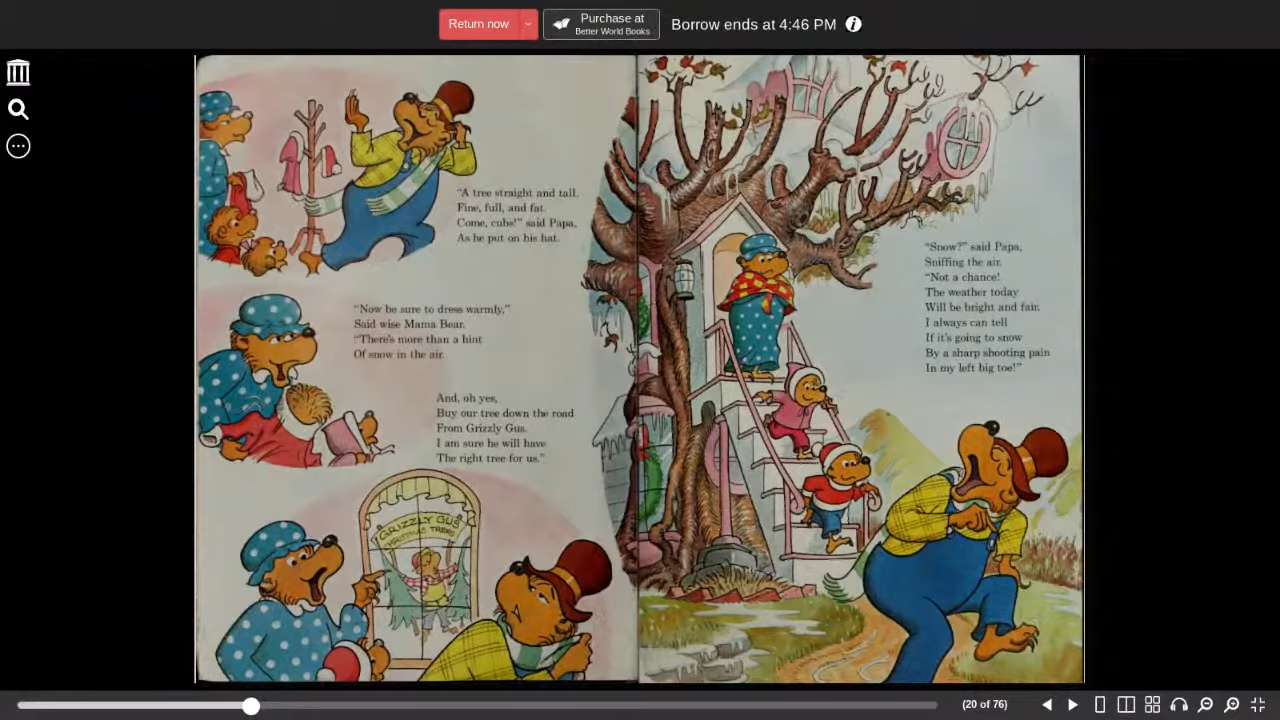 Return now
Purchase at
Better World Books
Borrow ends at 4:46 PM
"A tree straight and tall.
Fine, full, and fat.
Come, cubs!" said Papa,
As he put on his hat.
"Now be sure to dress warmly,"
Said wise Mama Bear.
"There's more than a hint
Of snow in the air.
And, oh yes,
Buy our tree down the road
From Grizzly Gus.
I am sure he will have
The right tree for us."
GRIZZLY GUS
CHRISTMAS TREES
"Snow?" said Papa,
Sniffing the air.
"Not a chance!
The weather today
Will be bright and fair.
I always can tell
If it's going to snow
By a sharp shooting pain
In my left big toe!"
(20 of 76)